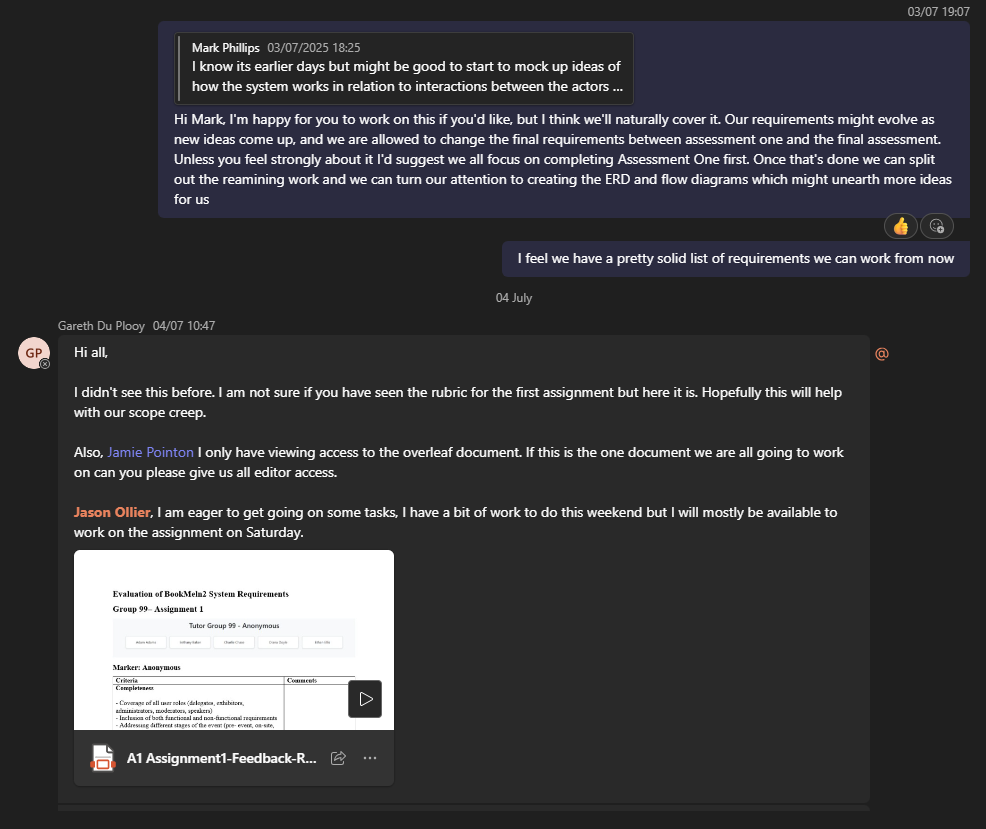 03/07 19:07
Mark Phillips 03/07/2025 18:25
I know its earlier days but might be good to start to mock up ideas of
how the system works in relation to interactions between the actors ...
Hi Mark, I'm happy for you to work on this if you'd like, but I think we'll naturally cover it. Our requirements might evolve as
new ideas come up, and we are allowed to change the final requirements between assessment one and the final assessment.
Unless you feel strongly about it I'd suggest we all focus on completing Assessment One first. Once that's done we can split
out the reamining work and we can turn our attention to creating the ERD and flow diagrams which might unearth more ideas
for us
I feel we have a pretty solid list of requirements we can work from now
04 July
Gareth Du Plooy 04/07 10:47
GP
Hi all,
@
I didn't see this before. I am not sure if you have seen the rubric for the first assignment but here it is. Hopefully this will help
with our scope creep.
Also, Jamie Pointon I only have viewing access to the overleaf document. If this is the one document we are all going to work
on can you please give us all editor access.
Jason Ollier, I am eager to get going on some tasks, I have a bit of work to do this weekend but I will mostly be available to
work on the assignment on Saturday.
Evaluation of BookMeIn2 System Requirements
Group 99– Assignment 1
Tutor Group 99 - Anonymous
Marker: Anonymous
Criteria Comments
Completeness
- Coverage of all user roles (delegates, exhibitors,
administrators, moderators, speakers)
- Inclusion of both functional and non-functional requirements
- Addressing different stages of the event (pre- event, on-site,
A1 Assignment1-Feedback-R...